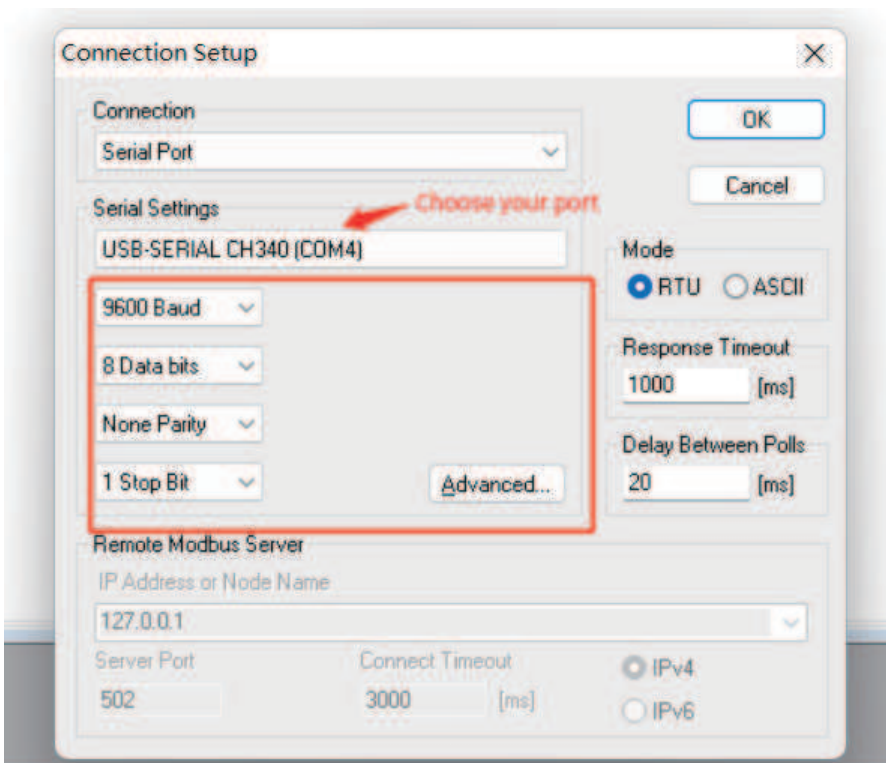 Connection Setup
Connection
OK
Serial Port
Cancel
Serial Settings
Choose your port
USB-SERIAL CH340 (COM4)
Mode
RTU ASCII
9600 Baud
8 Data bits
Response Timeout
1000 [ms]
None Parity
Delay Between Polls
1 Stop Bit
Advanced...
20 [ms]
Remote Modbus Server
IP Address or Node Name
127.0.0.1
Server Port
Connect Timeout
IPv4
502
3000 [ms]
IPv6